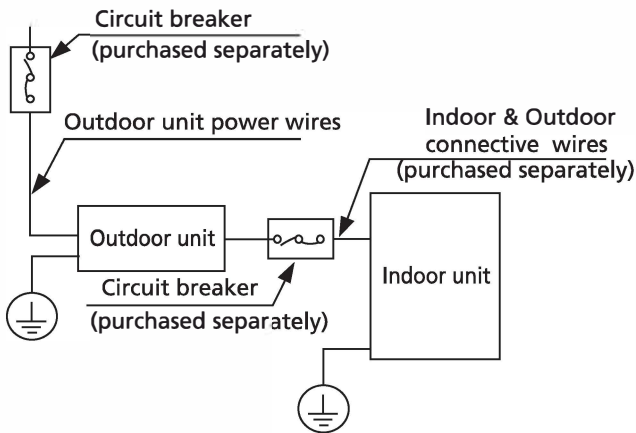 Circuit breaker
(purchased separately)
Outdoor unit power wires
Indoor & Outdoor
connective wires
(purchased separately)
Outdoor unit
Indoor unit
Circuit breaker
(purchased separately)